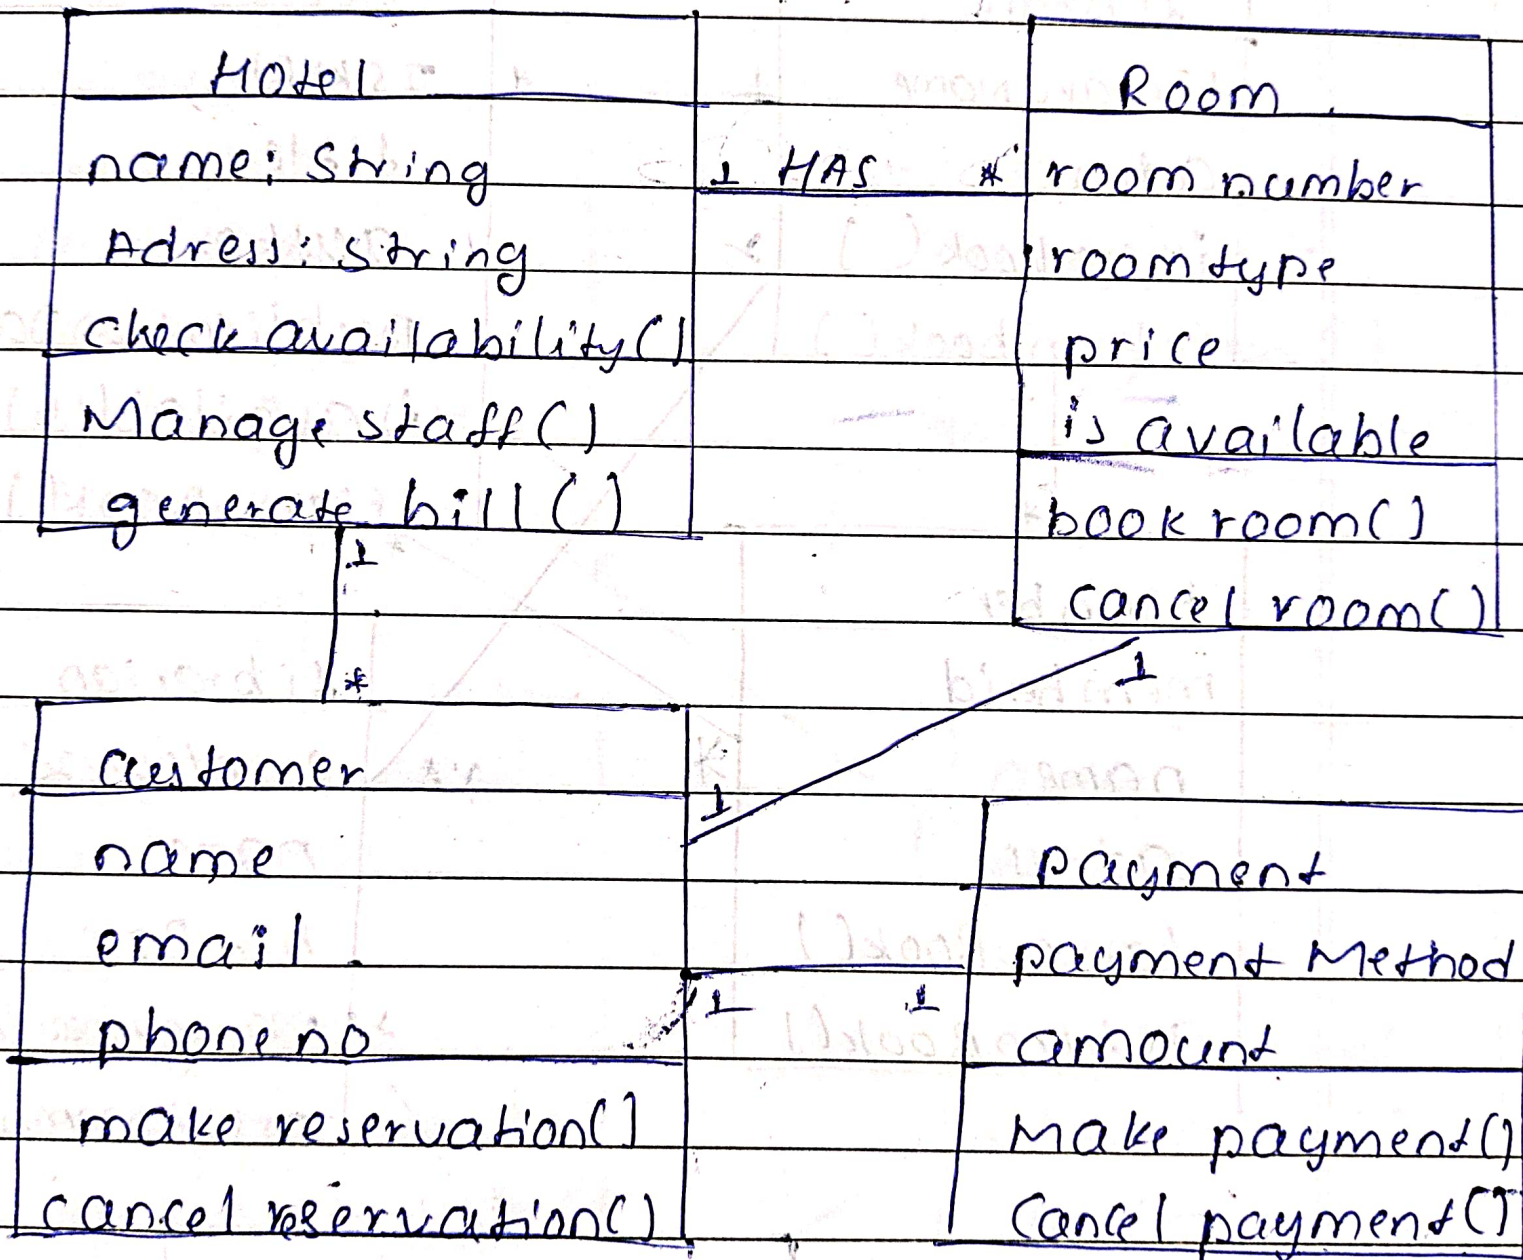 Hotel
name: String
Adress: String
check availability()
Manage staff()
generate bill()
1 HAS *
Room
room number
room type
price
is available
book room()
cancel room()
1
*
1
1
customer
name
email
phone no
make reservation()
cancel reservation()
1 1
payment
payment Method
amount
Make payment()
Cancel payment()